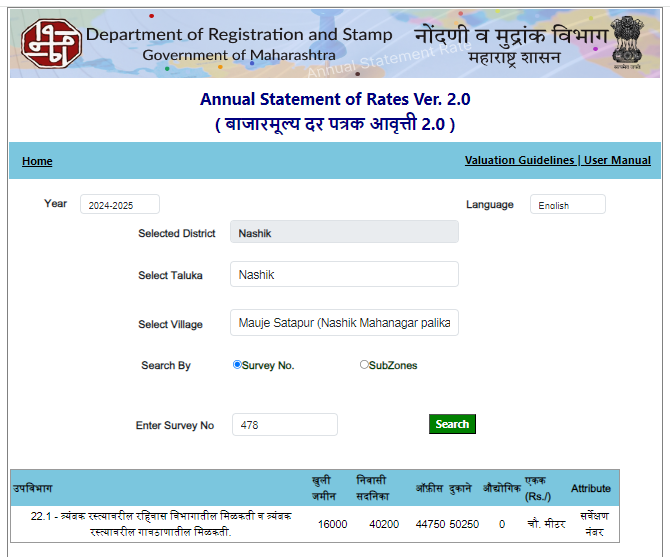 Department of Registration and Stamp
Government of Maharashtra
नोंदणी व मुद्रांक विभाग
महाराष्ट्र शासन
Annual Statement Rate
Annual Statement of Rates Ver. 2.0
( बाजारमूल्य दर पत्रक आवृत्ती 2.0 )
Home Valuation Guidelines | User Manual
Year 2024-2025 Language English
Selected District Nashik
Select Taluka Nashik
Select Village Mauje Satapur (Nashik Mahanagar palika
Search By Survey No. SubZones
Enter Survey No 478 Search
उपविभाग खुली जमीन निवासी सदनिका ऑफ़ीस दुकाने औद्योगिक एकक (Rs./) Attribute
22.1 - त्र्यंबक रस्त्यावरील रहिवास विभागातील मिळकती व त्र्यंबक रस्त्यावरील गावठाणातील मिळकती. 16000 40200 44750 50250 0 चौ. मीटर सर्वेक्षण नंबर